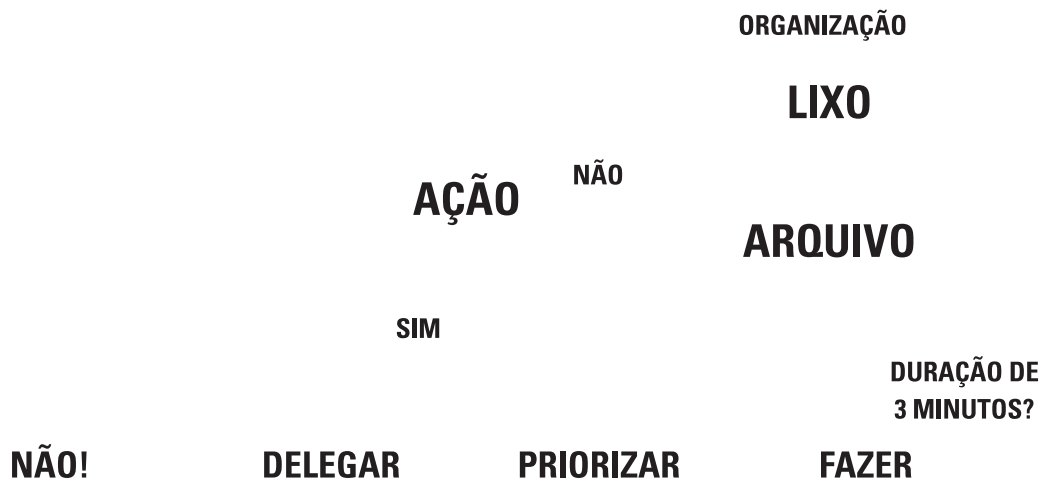 ORGANIZAÇÃO
LIXO
NÃO
AÇÃO
ARQUIVO
SIM
DURAÇÃO DE
3 MINUTOS?
NÃO!
DELEGAR
PRIORIZAR
FAZER